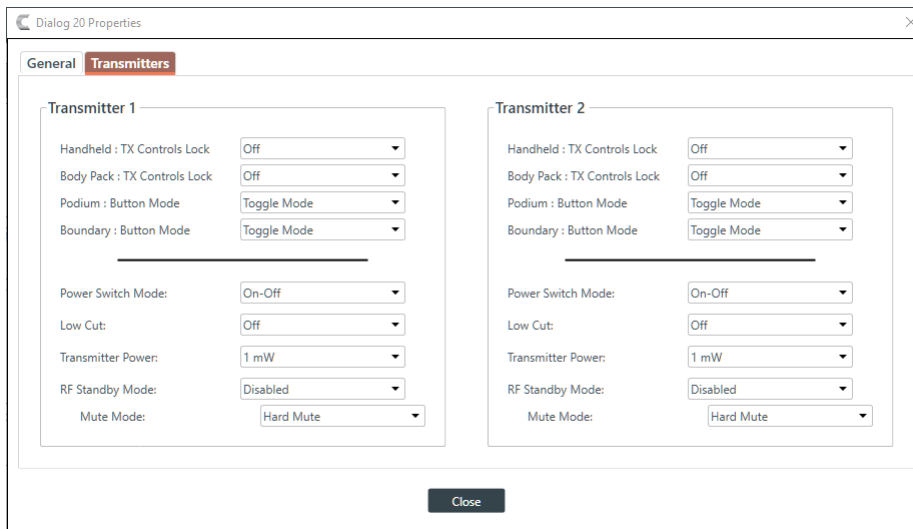 Dialog 20 Properties
General Transmitters
Transmitter 1
Handheld : TX Controls Lock Off
Body Pack : TX Controls Lock Off
Podium : Button Mode Toggle Mode
Boundary : Button Mode Toggle Mode
Power Switch Mode: On-Off
Low Cut: Off
Transmitter Power: 1 mW
RF Standby Mode: Disabled
Mute Mode: Hard Mute
Transmitter 2
Handheld : TX Controls Lock Off
Body Pack : TX Controls Lock Off
Podium : Button Mode Toggle Mode
Boundary : Button Mode Toggle Mode
Power Switch Mode: On-Off
Low Cut: Off
Transmitter Power: 1 mW
RF Standby Mode: Disabled
Mute Mode: Hard Mute
Close